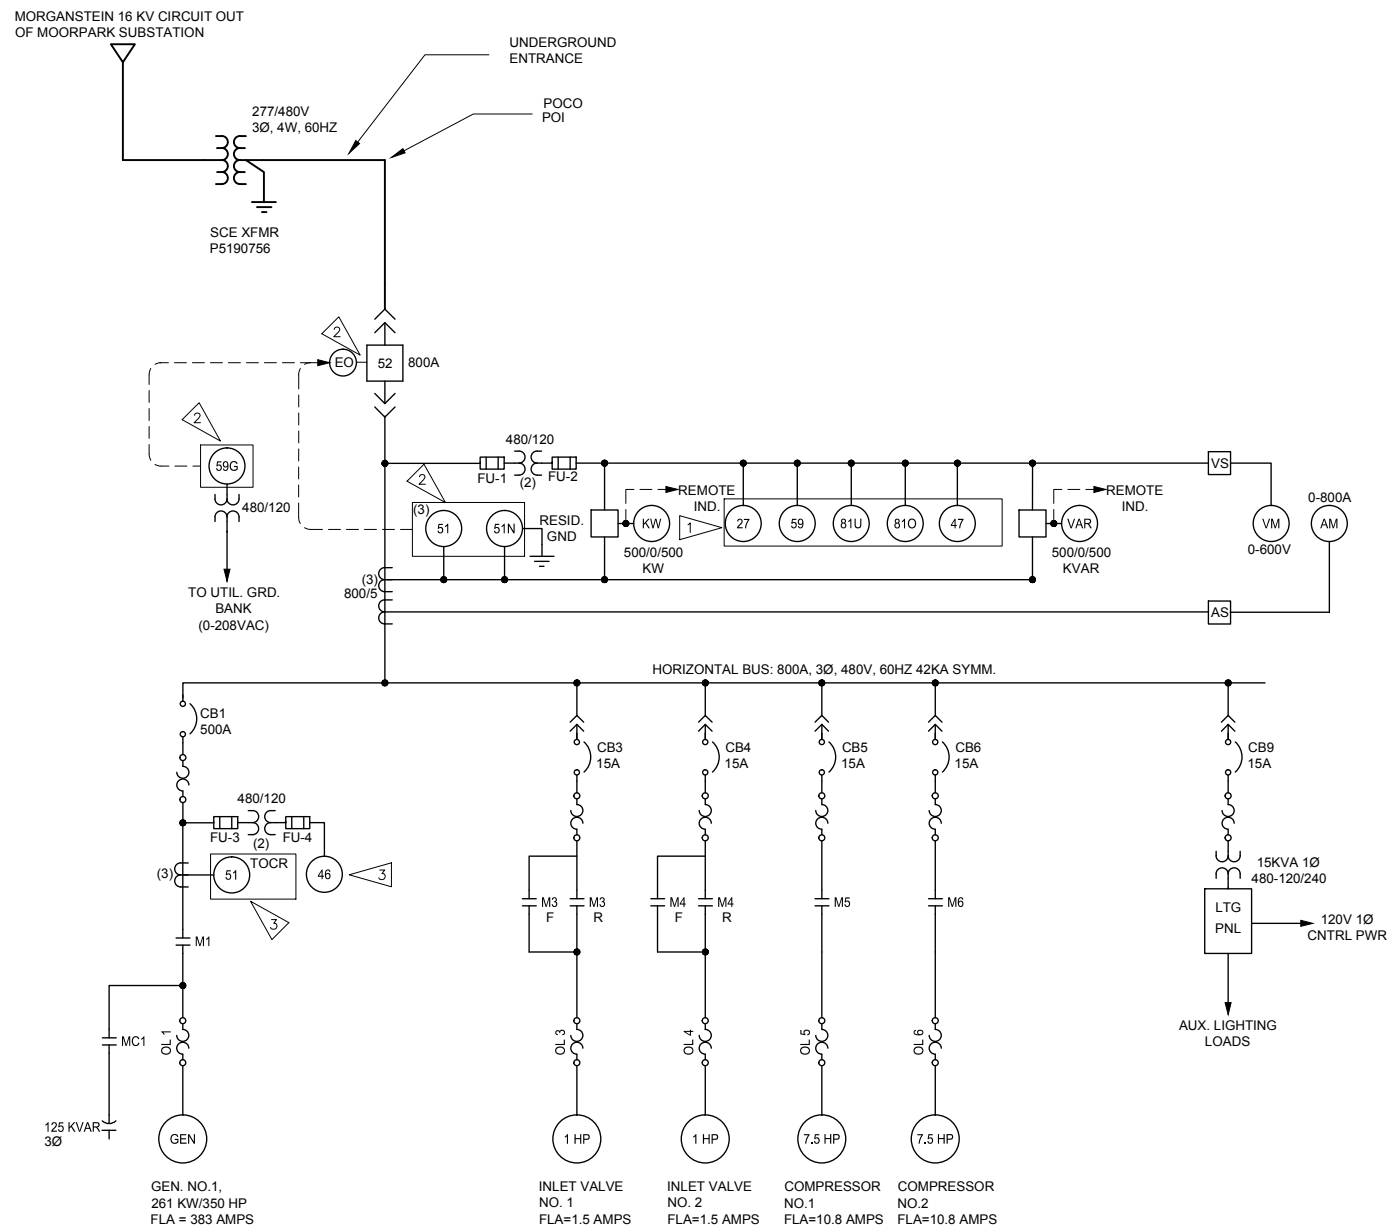 MORGANSTEIN 16 KV CIRCUIT OUT
OF MOORPARK SUBSTATION
UNDERGROUND
ENTRANCE
POCO
POI
277/480V
3Ø, 4W, 60HZ
SCE XFMR
P5190756
2
EO
52
800A
2
59G
480/120
TO UTIL. GRD.
BANK
(0-208VAC)
480/120
FU-1
(2)
FU-2
2
(3)
51
51N
RESID.
GND
REMOTE
IND.
KW
500/0/500
KW
1
27
59
81U
81O
47
REMOTE
IND.
VAR
500/0/500
KVAR
VS
VM
0-600V
0-800A
AM
(3)
800/5
AS
HORIZONTAL BUS: 800A, 3Ø, 480V, 60HZ 42KA SYMM.
CB1
500A
480/120
FU-3
(2)
FU-4
(3)
51
TOCR
46
3
3
M1
MC1
OL 1
125 KVAR
3Ø
GEN
GEN. NO.1,
261 KW/350 HP
FLA = 383 AMPS
CB3
15A
M3
F
M3
R
OL 3
1 HP
INLET VALVE
NO. 1
FLA=1.5 AMPS
CB4
15A
M4
F
M4
R
OL 4
1 HP
INLET VALVE
NO. 2
FLA=1.5 AMPS
CB5
15A
M5
OL 5
7.5 HP
COMPRESSOR
NO.1
FLA=10.8 AMPS
CB6
15A
M6
OL 6
7.5 HP
COMPRESSOR
NO.2
FLA=10.8 AMPS
CB9
15A
15KVA 1Ø
480-120/240
LTG
PNL
120V 1Ø
CNTRL PWR
AUX. LIGHTING
LOADS